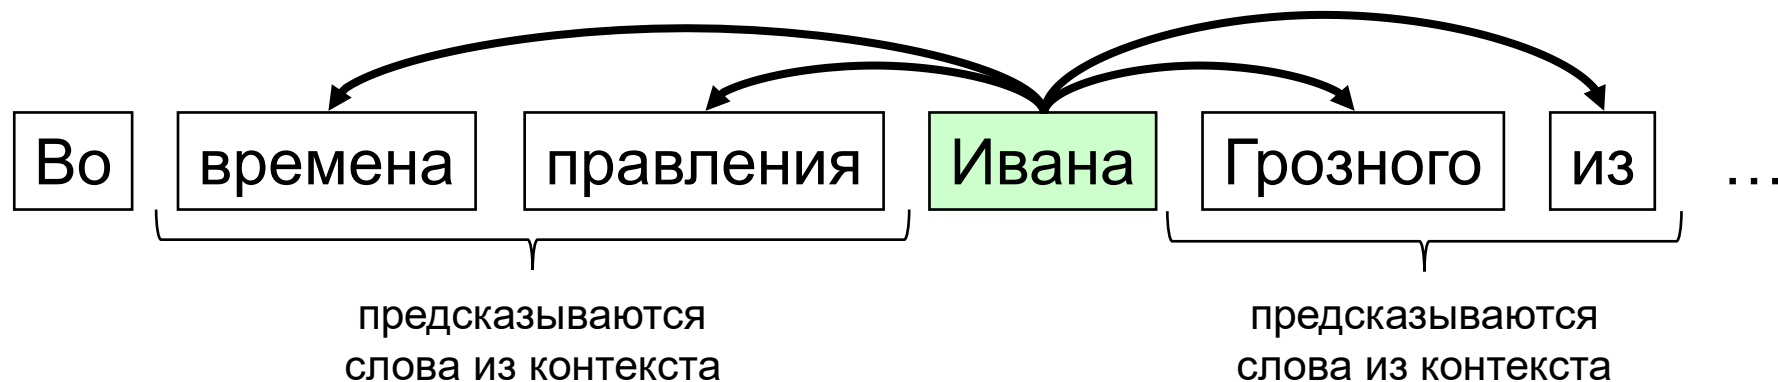 Во времена правления Ивана Грозного из ...
предсказываются
слова из контекста
предсказываются
слова из контекста